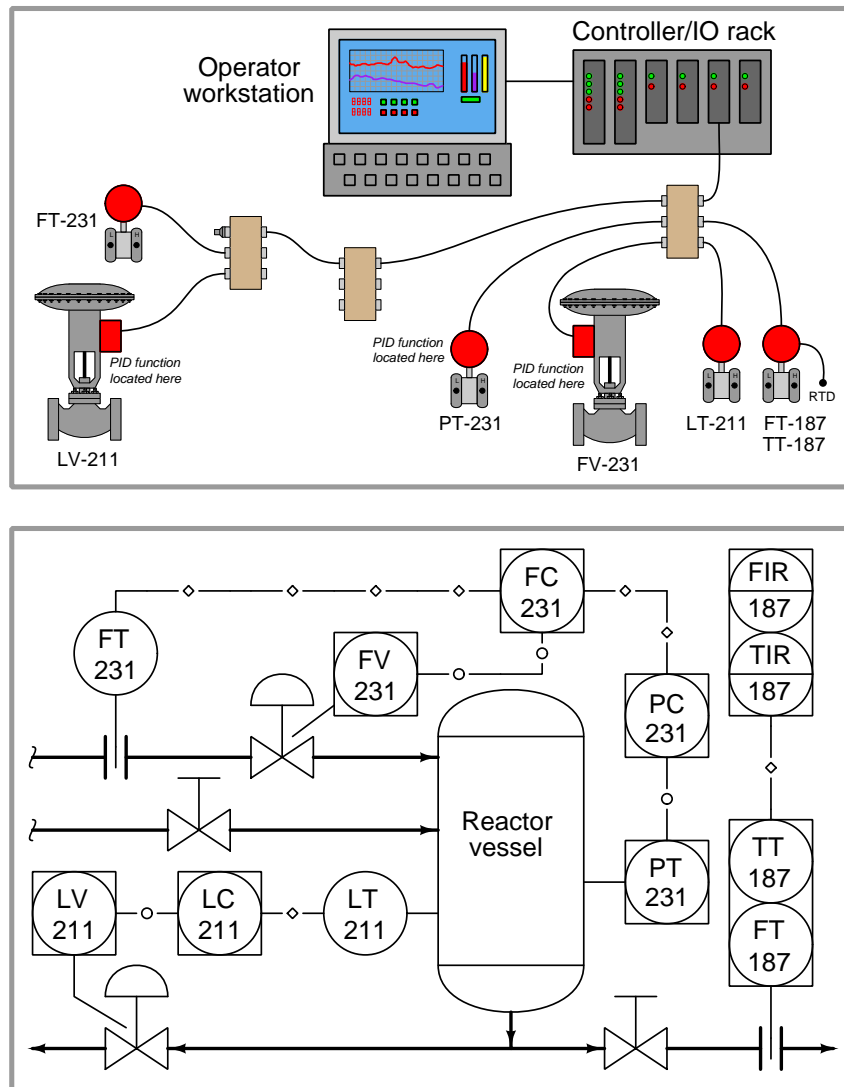 Operator
workstation
Controller/IO rack
FT-231
L H
PID function
located here
LV-211
PID function
located here
L H
PT-231
PID function
located here
FV-231
L H
LT-211
L H
RTD
FT-187
TT-187
FT
231
FV
231
FC
231
PC
231
FIR
187
TIR
187
Reactor
vessel
LV
211
LC
211
LT
211
PT
231
TT
187
FT
187